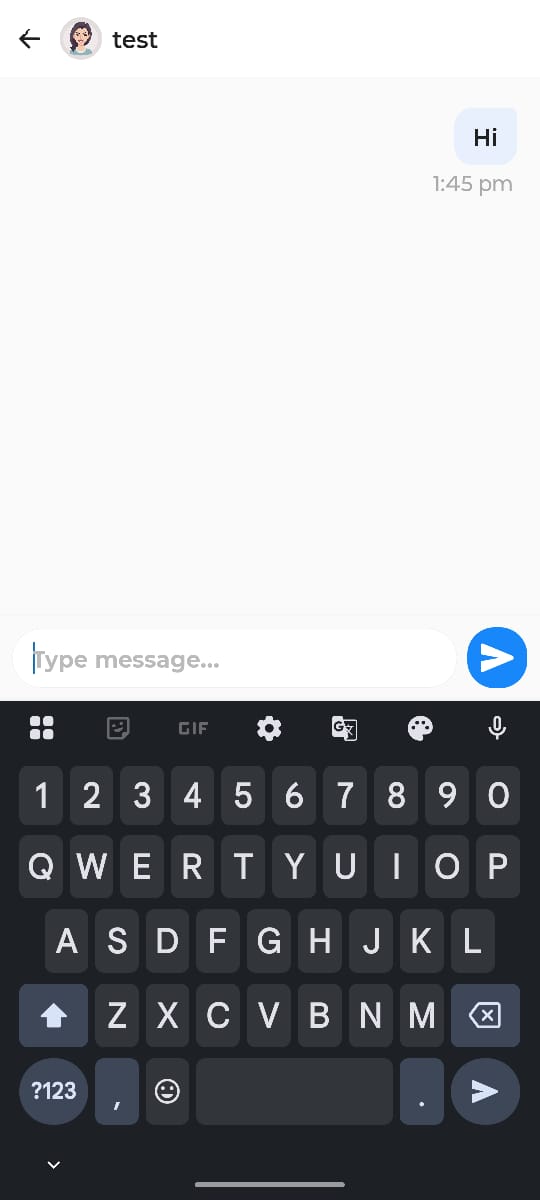 test
Hi
1:45 pm
Type message...
GIF G
1 2 3 4 5 6 7 8 9 0
Q W E R T Y U I O P
A S D F G H J K L
Z X C V B N M
?123 , .